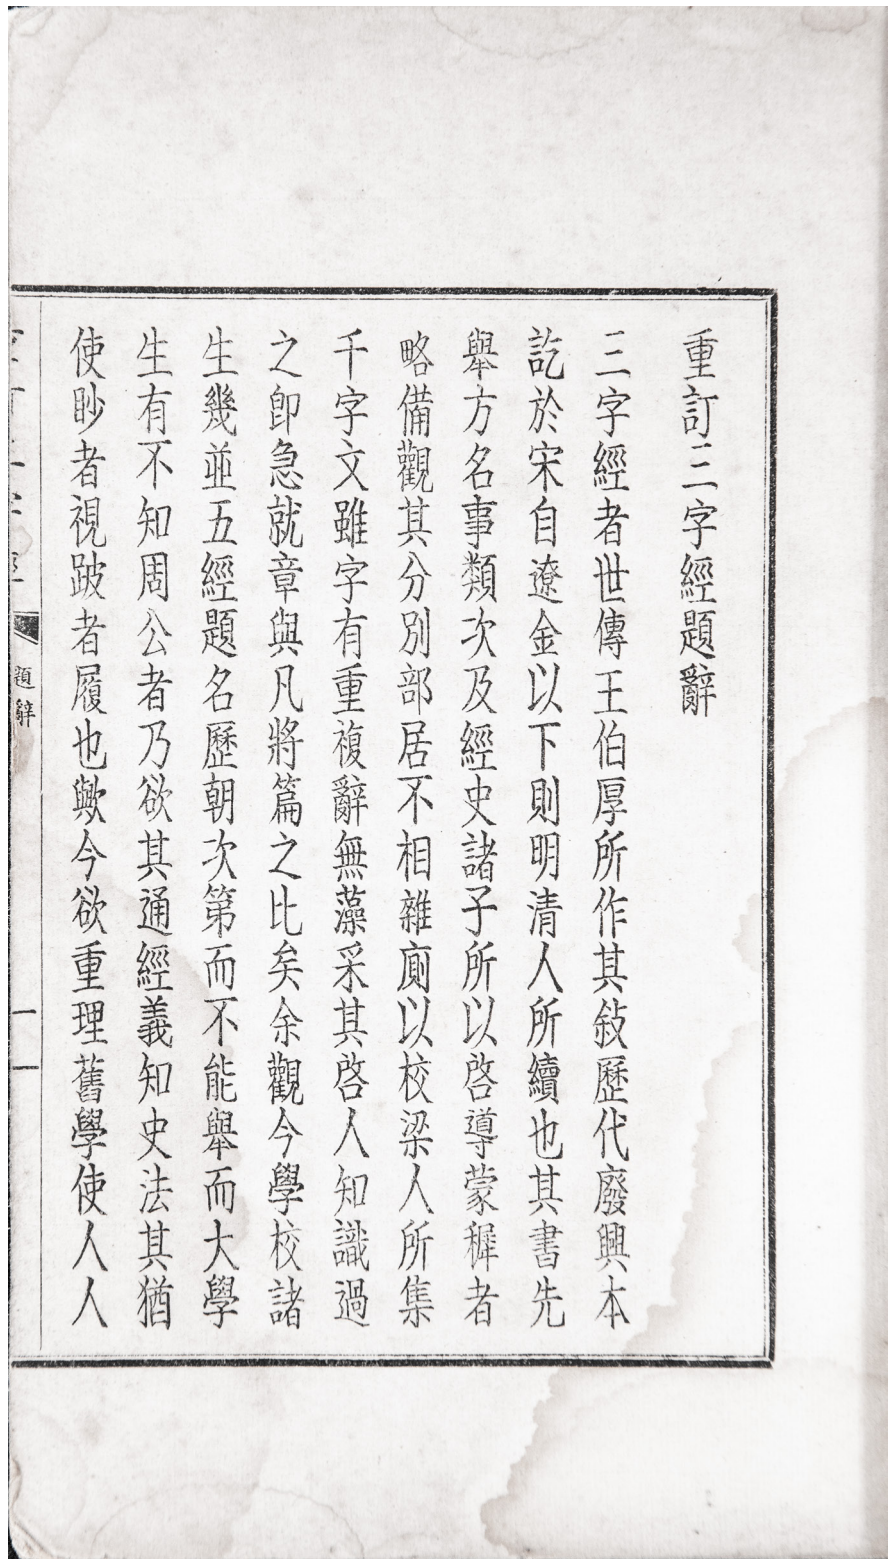 重訂三字經題辭
三字經者世傳王伯厚所作其敍歷代廢興本
訖於宋自遼金以下則明清人所續也其書先
舉方名事類次及經史諸子所以啓導蒙穉者
略備觀其分別部居不相雜廁以校梁人所集
千字文雖字有重複辭無藻采其啓人知識過
之卽急就章與凡將篇之比矣余觀今學校諸
生幾並五經題名歷朝次第而不能舉而大學
生有不知周公者乃欲其通經義知史法其猶
使眇者視跛者履也歟今欲重理舊學使人人
題辭
一